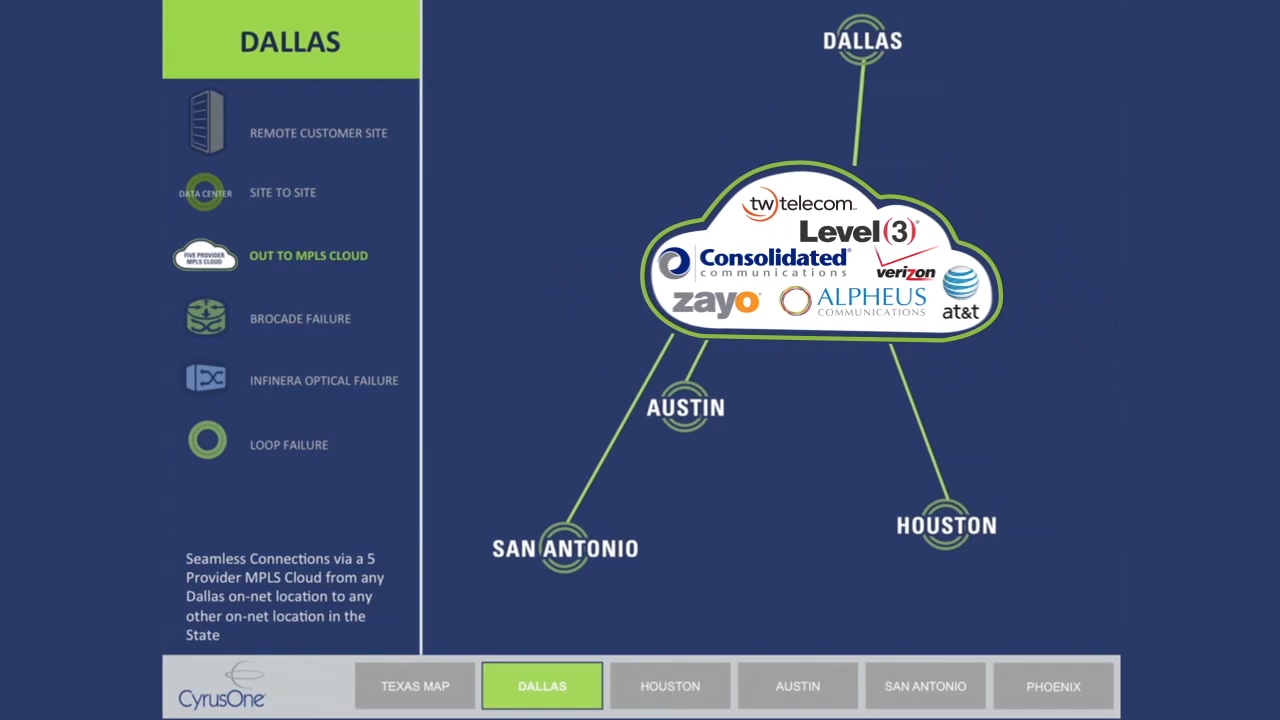 DALLAS
REMOTE CUSTOMER SITE
DATA CENTER
SITE TO SITE
FIVE PROVIDER
MPLS CLOUD
OUT TO MPLS CLOUD
BROCADE FAILURE
INFINERA OPTICAL FAILURE
LOOP FAILURE
Seamless Connections via a 5
Provider MPLS Cloud from any
Dallas on-net location to any
other on-net location in the
State
DALLAS
tw telecom
Level (3)®
Consolidated®
communications
verizon
zayo
ALPHEUS
COMMUNICATIONS
at&t
AUSTIN
SAN ANTONIO
HOUSTON
CyrusOne
TEXAS MAP
DALLAS
HOUSTON
AUSTIN
SAN ANTONIO
PHOENIX